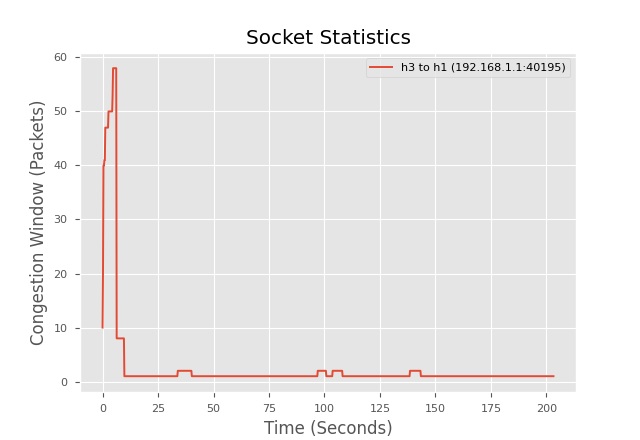 Socket Statistics
h3 to h1 (192.168.1.1:40195)
Congestion Window (Packets)
60
50
40
30
20
10
0
0 25 50 75 100 125 150 175 200
Time (Seconds)